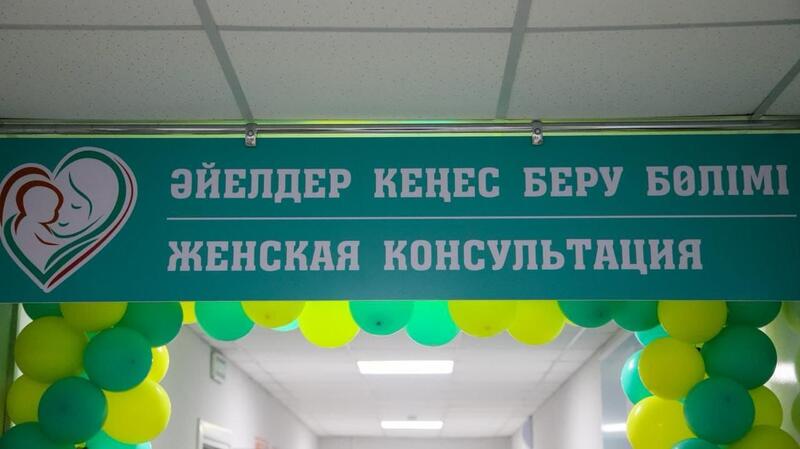 ӘЙЕЛДЕР КЕҢЕС БЕРУ БӨЛІМІ
ЖЕНСКАЯ КОНСУЛЬТАЦИЯ